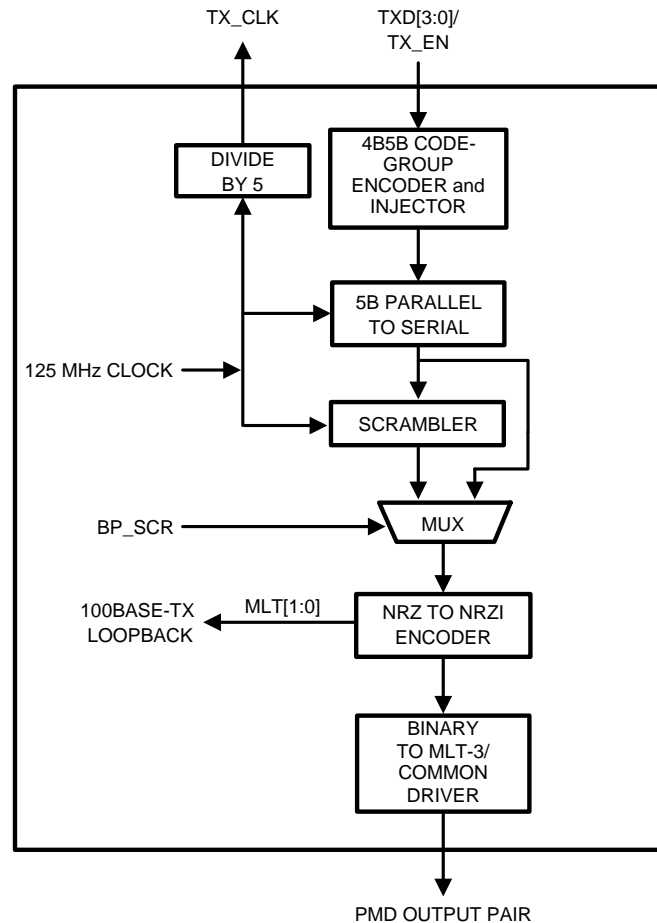 TX_CLK
TXD[3:0]/
TX_EN
DIVIDE
BY 5
4B5B CODE-
GROUP
ENCODER and
INJECTOR
5B PARALLEL
TO SERIAL
125 MHz CLOCK
SCRAMBLER
BP_SCR
MUX
100BASE-TX
LOOPBACK
MLT[1:0]
NRZ TO NRZI
ENCODER
BINARY
TO MLT-3/
COMMON
DRIVER
PMD OUTPUT PAIR